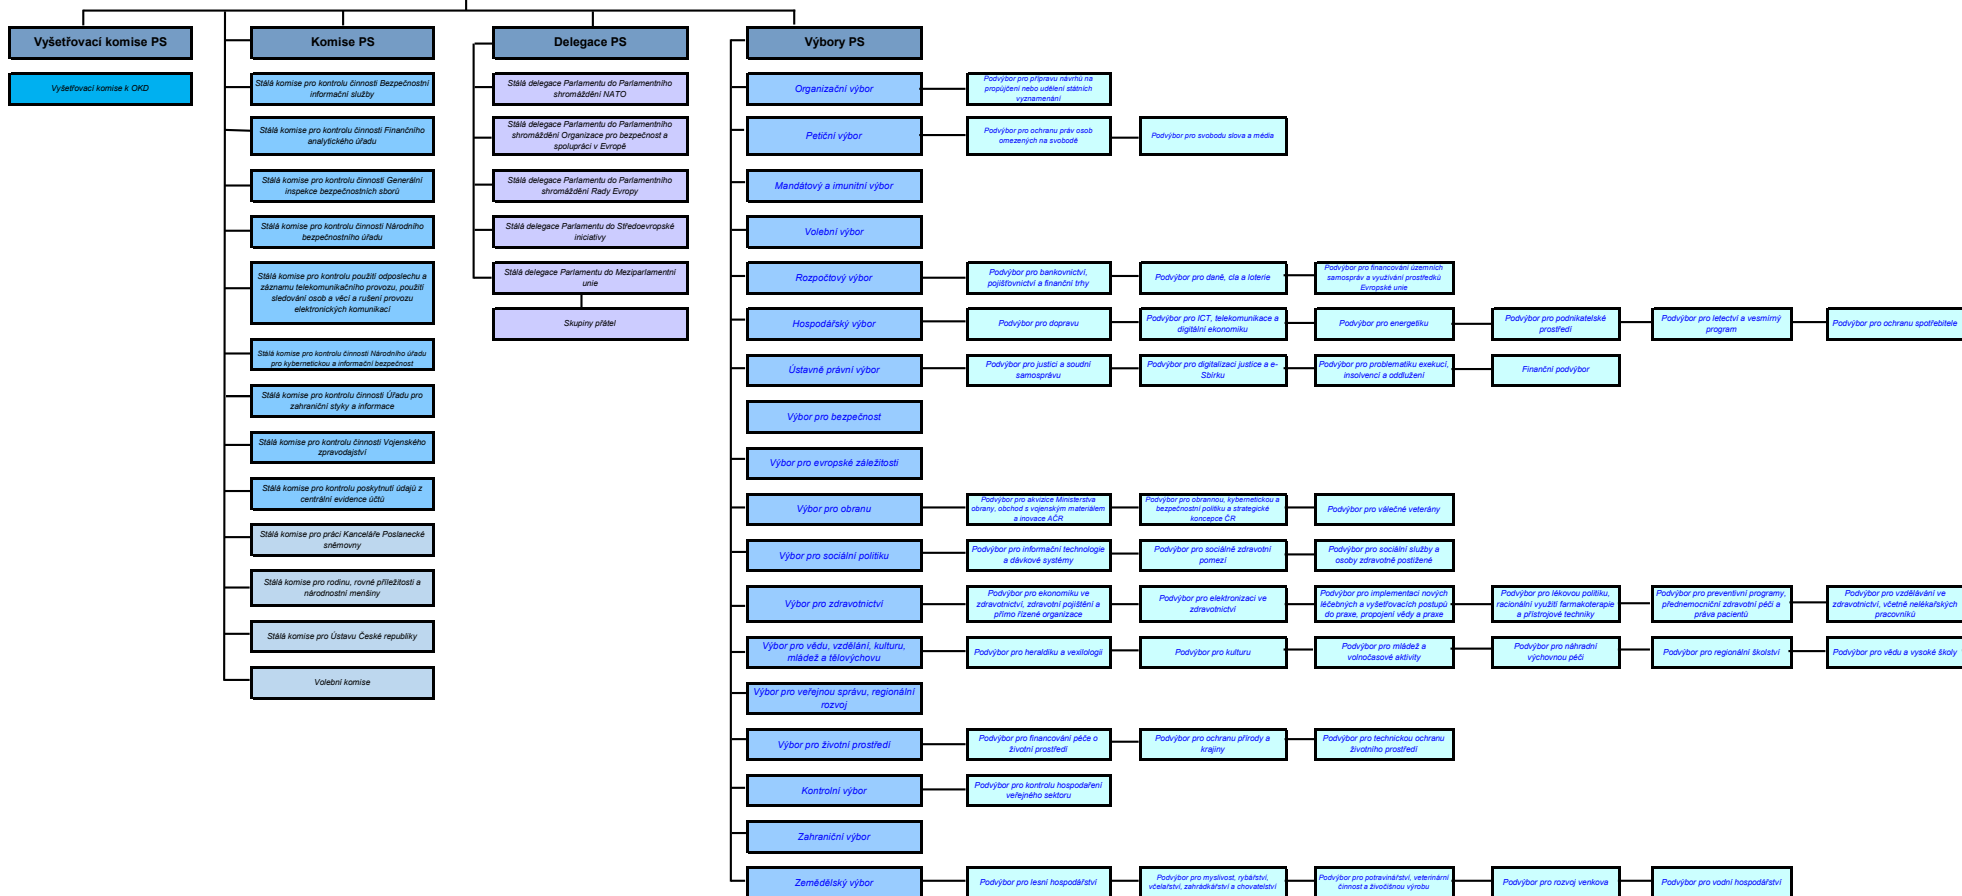 Vyšetřovací komise PS
Komise PS
Delegace PS
Výbory PS
Vyšetřovací komise k OKD
Stálá komise pro kontrolu činnosti Bezpečnostní
informační služby
Stálá komise pro kontrolu činnosti Finančního
analytického úřadu
Stálá komise pro kontrolu činnosti Generální
inspekce bezpečnostních sborů
Stálá komise pro kontrolu činnosti Národního
bezpečnostního úřadu
Stálá komise pro kontrolu použití odposlechu a
záznamu telekomunikačního provozu, použití
sledování osob a věcí a rušení provozu
elektronických komunikací
Stálá komise pro kontrolu činnosti Národního úřadu
pro kybernetickou a informační bezpečnost
Stálá komise pro kontrolu činnosti Úřadu pro
zahraniční styky a informace
Stálá komise pro kontrolu činnosti Vojenského
zpravodajství
Stálá komise pro kontrolu poskytnutí údajů z
centrální evidence účtů
Stálá komise pro práci Kanceláře Poslanecké
sněmovny
Stálá komise pro rodinu, rovné příležitosti a
národnostní menšiny
Stálá komise pro Ústavu České republiky
Volební komise
Stálá delegace Parlamentu do Parlamentního
shromáždění NATO
Stálá delegace Parlamentu do Parlamentního
shromáždění Organizace pro bezpečnost a
spolupráci v Evropě
Stálá delegace Parlamentu do Parlamentního
shromáždění Rady Evropy
Stálá delegace Parlamentu do Středoevropské
iniciativy
Stálá delegace Parlamentu do Meziparlamentní
unie
Skupiny přátel
Organizační výbor
Podvýbor pro přípravu návrhů na
propůjčení nebo udělení státních
vyznamenání
Petiční výbor
Podvýbor pro ochranu práv osob
omezených na svobodě
Podvýbor pro svobodu slova a média
Mandátový a imunitní výbor
Volební výbor
Rozpočtový výbor
Podvýbor pro bankovnictví,
pojišťovnictví a finanční trhy
Podvýbor pro daně, cla a loterie
Podvýbor pro financování územních
samospráv a využívání prostředků
Evropské unie
Hospodářský výbor
Podvýbor pro dopravu
Podvýbor pro ICT, telekomunikace a
digitální ekonomiku
Podvýbor pro energetiku
Podvýbor pro podnikatelské
prostředí
Podvýbor pro letectví a vesmírný
program
Podvýbor pro ochranu spotřebitele
Ústavně právní výbor
Podvýbor pro justici a soudní
samosprávu
Podvýbor pro digitalizaci justice a e-
Sbírku
Podvýbor pro problematiku exekucí,
insolvencí a oddlužení
Finanční podvýbor
Výbor pro bezpečnost
Výbor pro evropské záležitosti
Výbor pro obranu
Podvýbor pro akvizice Ministerstva
obrany, obchod s vojenským materiálem
a inovace AČR
Podvýbor pro obrannou, kybernetickou a
bezpečnostní politiku a strategické
koncepce ČR
Podvýbor pro válečné veterány
Výbor pro sociální politiku
Podvýbor pro informační technologie
a dávkové systémy
Podvýbor pro sociálně zdravotní
pomezí
Podvýbor pro sociální služby a
osoby zdravotně postižené
Výbor pro zdravotnictví
Podvýbor pro ekonomiku ve
zdravotnictví, zdravotní pojištění a
přímo řízené organizace
Podvýbor pro elektronizaci ve
zdravotnictví
Podvýbor pro implementaci nových
léčebných a vyšetřovacích postupů
do praxe, propojení vědy a praxe
Podvýbor pro lékovou politiku,
racionální využití farmakoterapie
a přístrojové techniky
Podvýbor pro preventivní programy,
přednemocniční zdravotní péči a
práva pacientů
Podvýbor pro vzdělávání ve
zdravotnictví, včetně nelékařských
pracovníků
Výbor pro vědu, vzdělání, kulturu,
mládež a tělovýchovu
Podvýbor pro heraldiku a vexilologii
Podvýbor pro kulturu
Podvýbor pro mládež a
volnočasové aktivity
Podvýbor pro náhradní
výchovnou péči
Podvýbor pro regionální školství
Podvýbor pro vědu a vysoké školy
Výbor pro veřejnou správu, regionální
rozvoj
Výbor pro životní prostředí
Podvýbor pro financování péče o
životní prostředí
Podvýbor pro ochranu přírody a
krajiny
Podvýbor pro technickou ochranu
životního prostředí
Kontrolní výbor
Podvýbor pro kontrolu hospodaření
veřejného sektoru
Zahraniční výbor
Zemědělský výbor
Podvýbor pro lesní hospodářství
Podvýbor pro myslivost, rybářství,
včelařství, zahrádkářství a chovatelství
Podvýbor pro potravinářství, veterinární
činnost a živočišnou výrobu
Podvýbor pro rozvoj venkova
Podvýbor pro vodní hospodářství